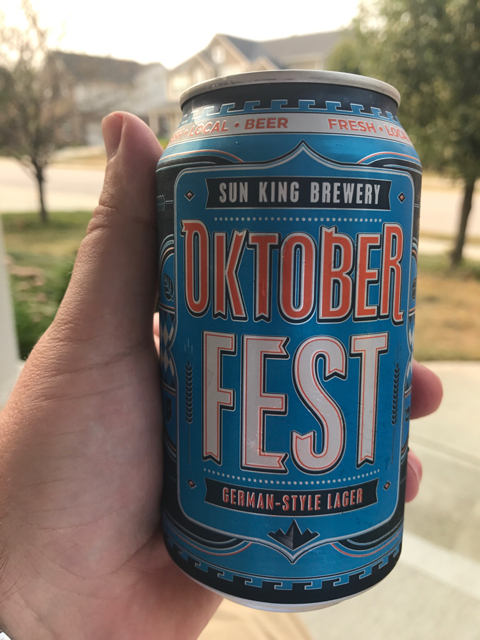 LOCAL • BEER FRESH • LOCAL
SUN KING BREWERY
OKTOBER
FEST
GERMAN-STYLE LAGER